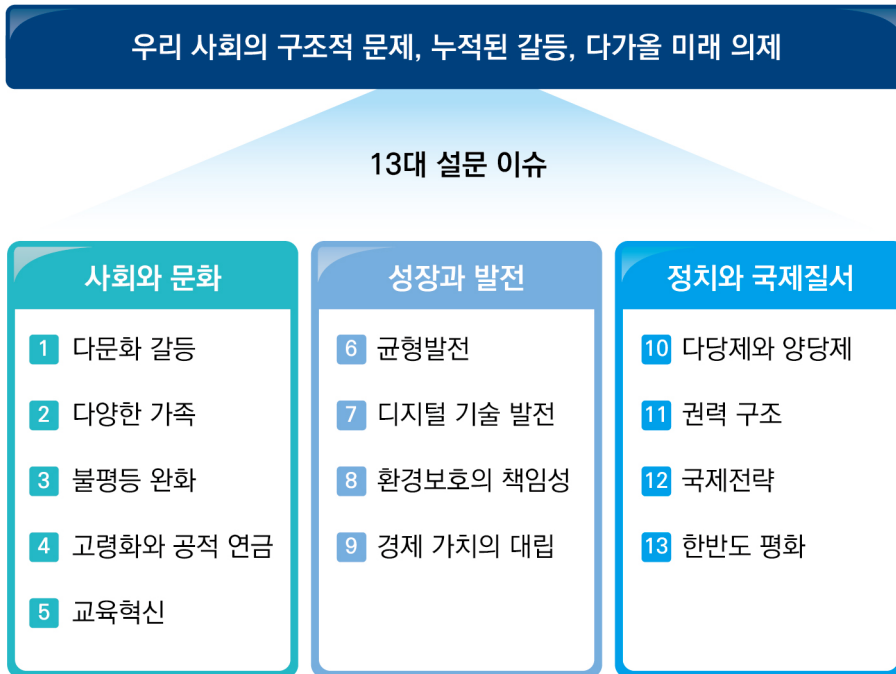 우리 사회의 구조적 문제, 누적된 갈등, 다가올 미래 의제
13대 설문 이슈
사회와 문화
1 다문화 갈등
2 다양한 가족
3 불평등 완화
4 고령화와 공적 연금
5 교육혁신
성장과 발전
6 균형발전
7 디지털 기술 발전
8 환경보호의 책임성
9 경제 가치의 대립
정치와 국제질서
10 다당제와 양당제
11 권력 구조
12 국제전략
13 한반도 평화